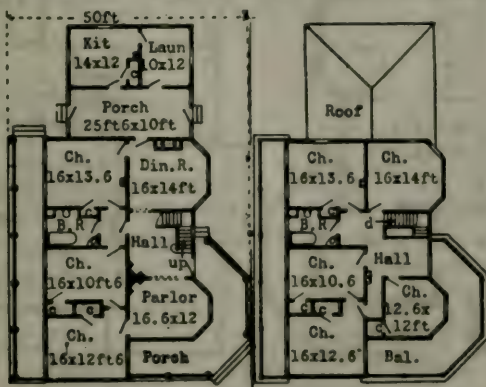 50ft
Kit
14x12
Laun
10x12
C
Porch
25ft6x10ft
Ch.
16x13.6
Din.R.
16x14ft
C
B.R
Hall
up
Ch.
16x10ft6
C
C
Parlor
16.6x12
Ch.
16x12ft6
Porch
Roof
Ch.
16x13.6
Ch.
16x14ft
C
B.R
d
Hall
Ch.
16x10.6
Ch.
12.6x
12ft
C
C
C
Ch.
16x12.6
Bal.